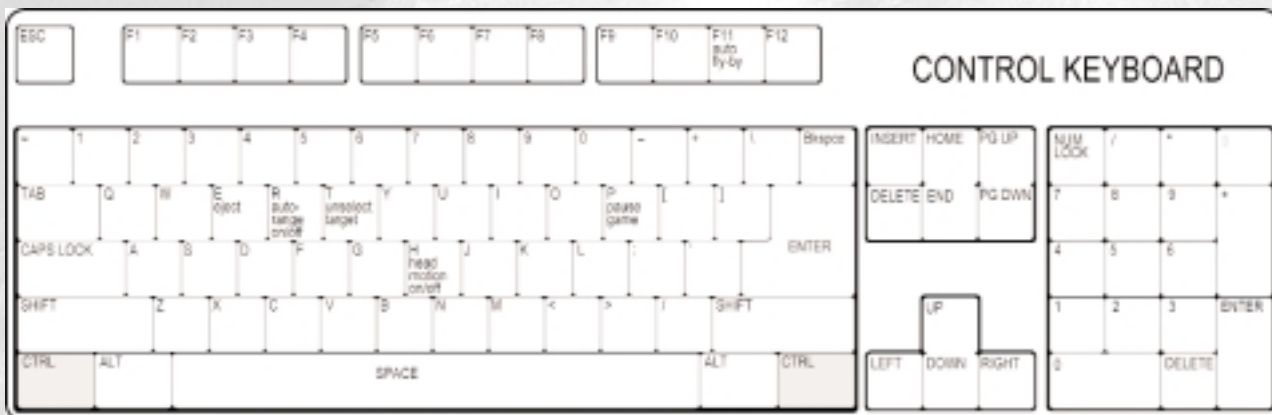 ESC F1 F2 F3 F4 F5 F6 F7 F8 F9 F10 F11 F12
auto
fly-by
CONTROL KEYBOARD
~ 1 2 3 4 5 6 7 8 9 0 - + \ Bkspce INSERT HOME PG UP NUM LOCK / *
TAB Q W E eject R auto-range on/off T unselect target Y U I O P pause game [ ] DELETE END PG DWN 7 8 9 +
CAPS LOCK A S D F G H head motion on/off J K L ; ' ENTER 4 5 6
SHIFT Z X C V B N M < > / SHIFT UP 1 2 3 ENTER
CTRL ALT SPACE ALT CTRL LEFT DOWN RIGHT 0 DELETE